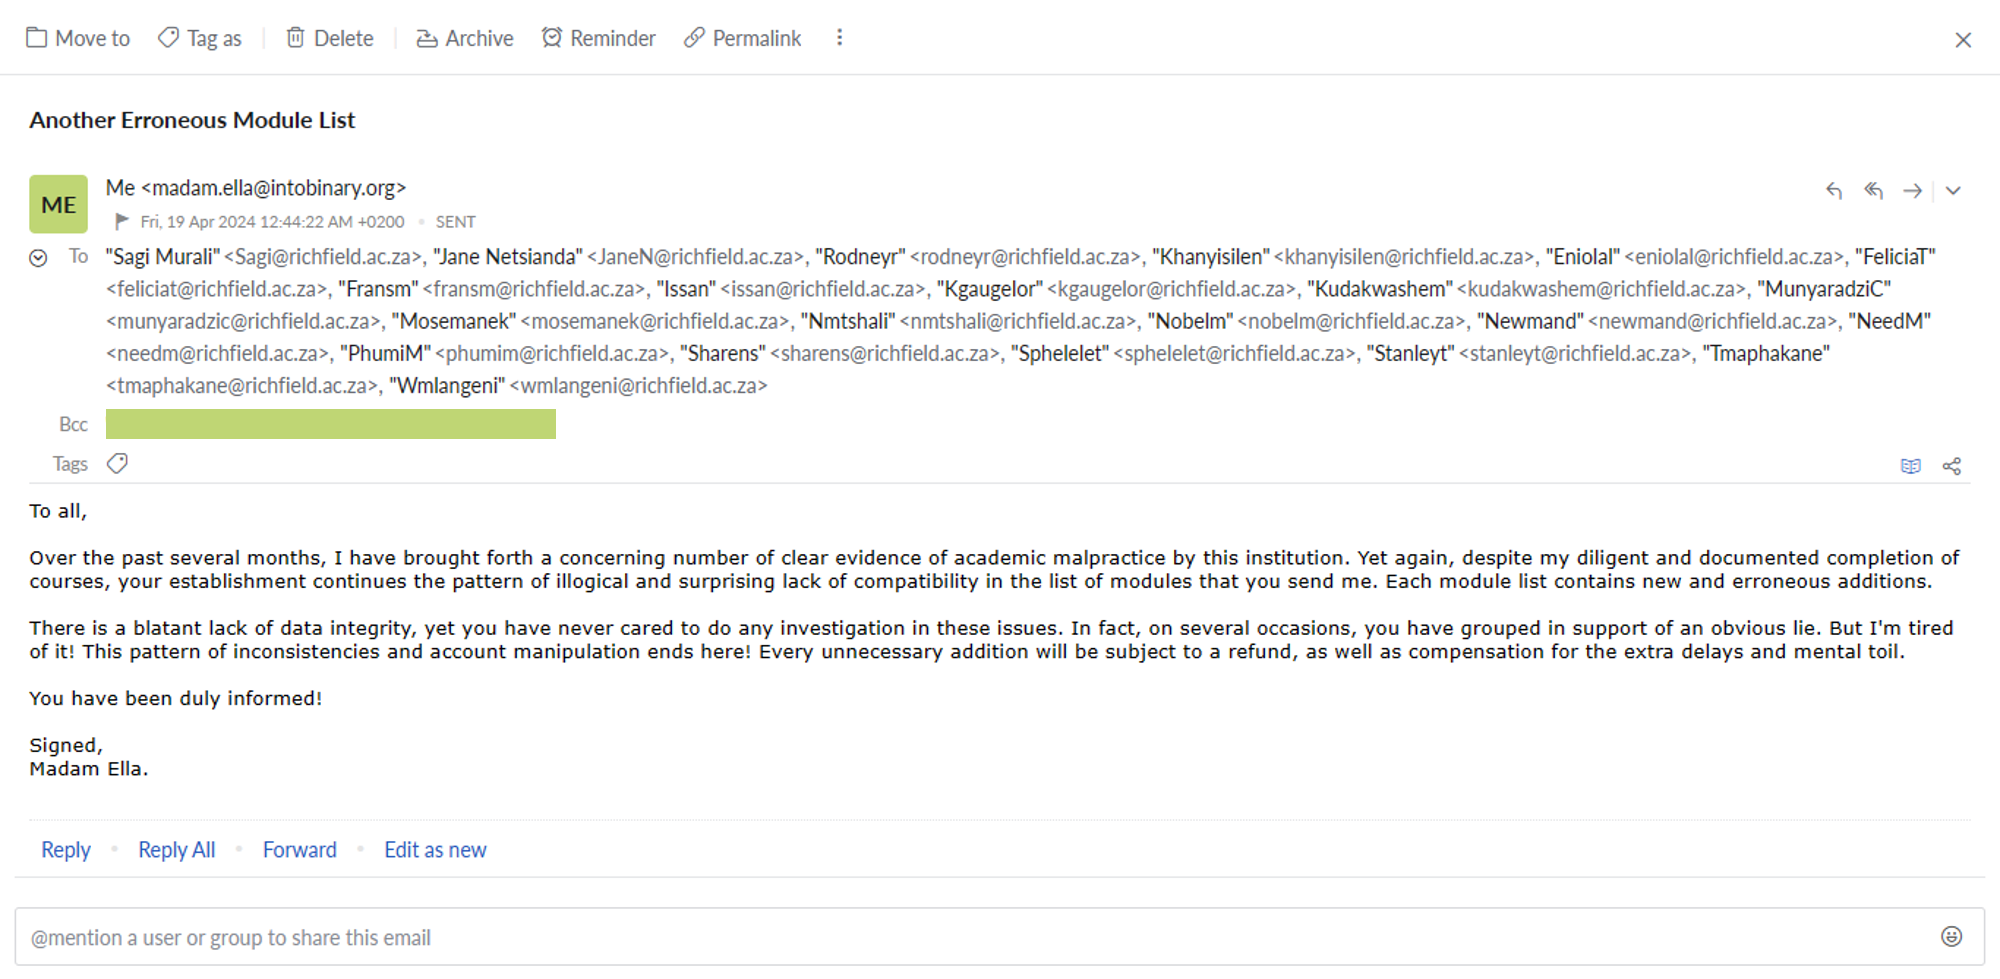 Move to Tag as Delete Archive Reminder Permalink
Another Erroneous Module List
ME
Me <madam.ella@intobinary.org>
Fri, 19 Apr 2024 12:44:22 AM +0200 • SENT
To "Sagi Murali" <Sagi@richfield.ac.za>, "Jane Netsianda" <JaneN@richfield.ac.za>, "Rodneyr" <rodneyr@richfield.ac.za>, "Khanyisilen" <khanyisilen@richfield.ac.za>, "Eniolal" <eniolal@richfield.ac.za>, "FeliciaT"
<feliciat@richfield.ac.za>, "Fransm" <fransm@richfield.ac.za>, "Issan" <issan@richfield.ac.za>, "Kgaugelor" <kgaugelor@richfield.ac.za>, "Kudakwashem" <kudakwashem@richfield.ac.za>, "MunyaradziC"
<munyaradzic@richfield.ac.za>, "Mosemanek" <mosemanek@richfield.ac.za>, "Nmtshali" <nmtshali@richfield.ac.za>, "Nobelm" <nobelm@richfield.ac.za>, "Newmand" <newmand@richfield.ac.za>, "NeedM"
<needm@richfield.ac.za>, "PhumiM" <phumim@richfield.ac.za>, "Sharens" <sharens@richfield.ac.za>, "Sphelelet" <sphelelet@richfield.ac.za>, "Stanleyt" <stanleyt@richfield.ac.za>, "Tmaphakane"
<tmaphakane@richfield.ac.za>, "Wmlangeni" <wmlangeni@richfield.ac.za>
Bcc
Tags
To all,
Over the past several months, I have brought forth a concerning number of clear evidence of academic malpractice by this institution. Yet again, despite my diligent and documented completion of
courses, your establishment continues the pattern of illogical and surprising lack of compatibility in the list of modules that you send me. Each module list contains new and erroneous additions.
There is a blatant lack of data integrity, yet you have never cared to do any investigation in these issues. In fact, on several occasions, you have grouped in support of an obvious lie. But I'm tired
of it! This pattern of inconsistencies and account manipulation ends here! Every unnecessary addition will be subject to a refund, as well as compensation for the extra delays and mental toil.
You have been duly informed!
Signed,
Madam Ella.
Reply • Reply All • Forward • Edit as new
@mention a user or group to share this email